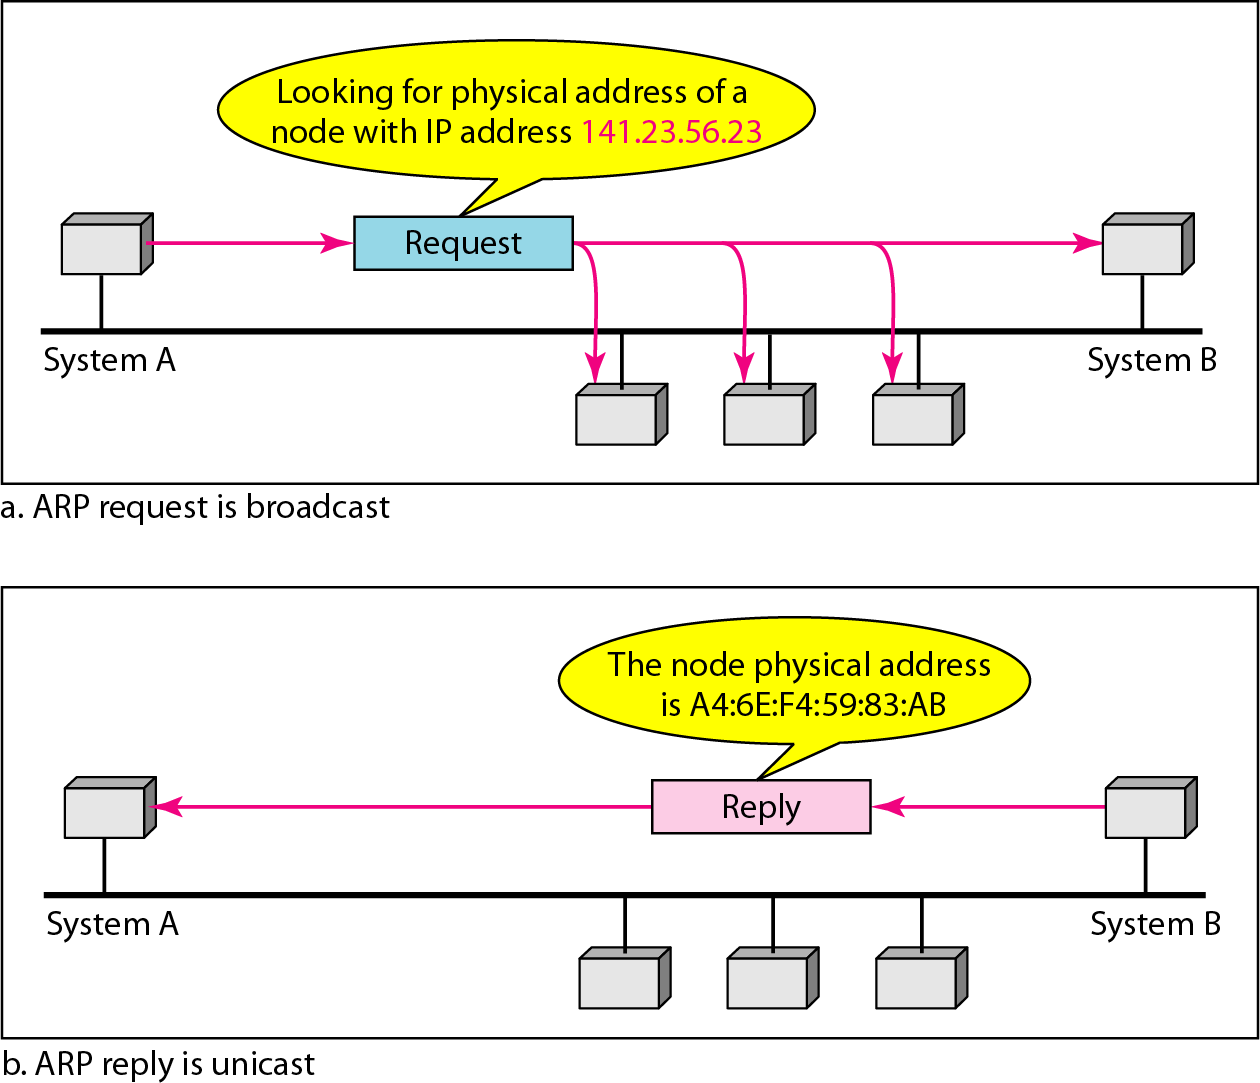 Looking for physical address of a
node with IP address 141.23.56.23
Request
System A
System B
a. ARP request is broadcast
The node physical address
is A4:6E:F4:59:83:AB
Reply
System A
System B
b. ARP reply is unicast